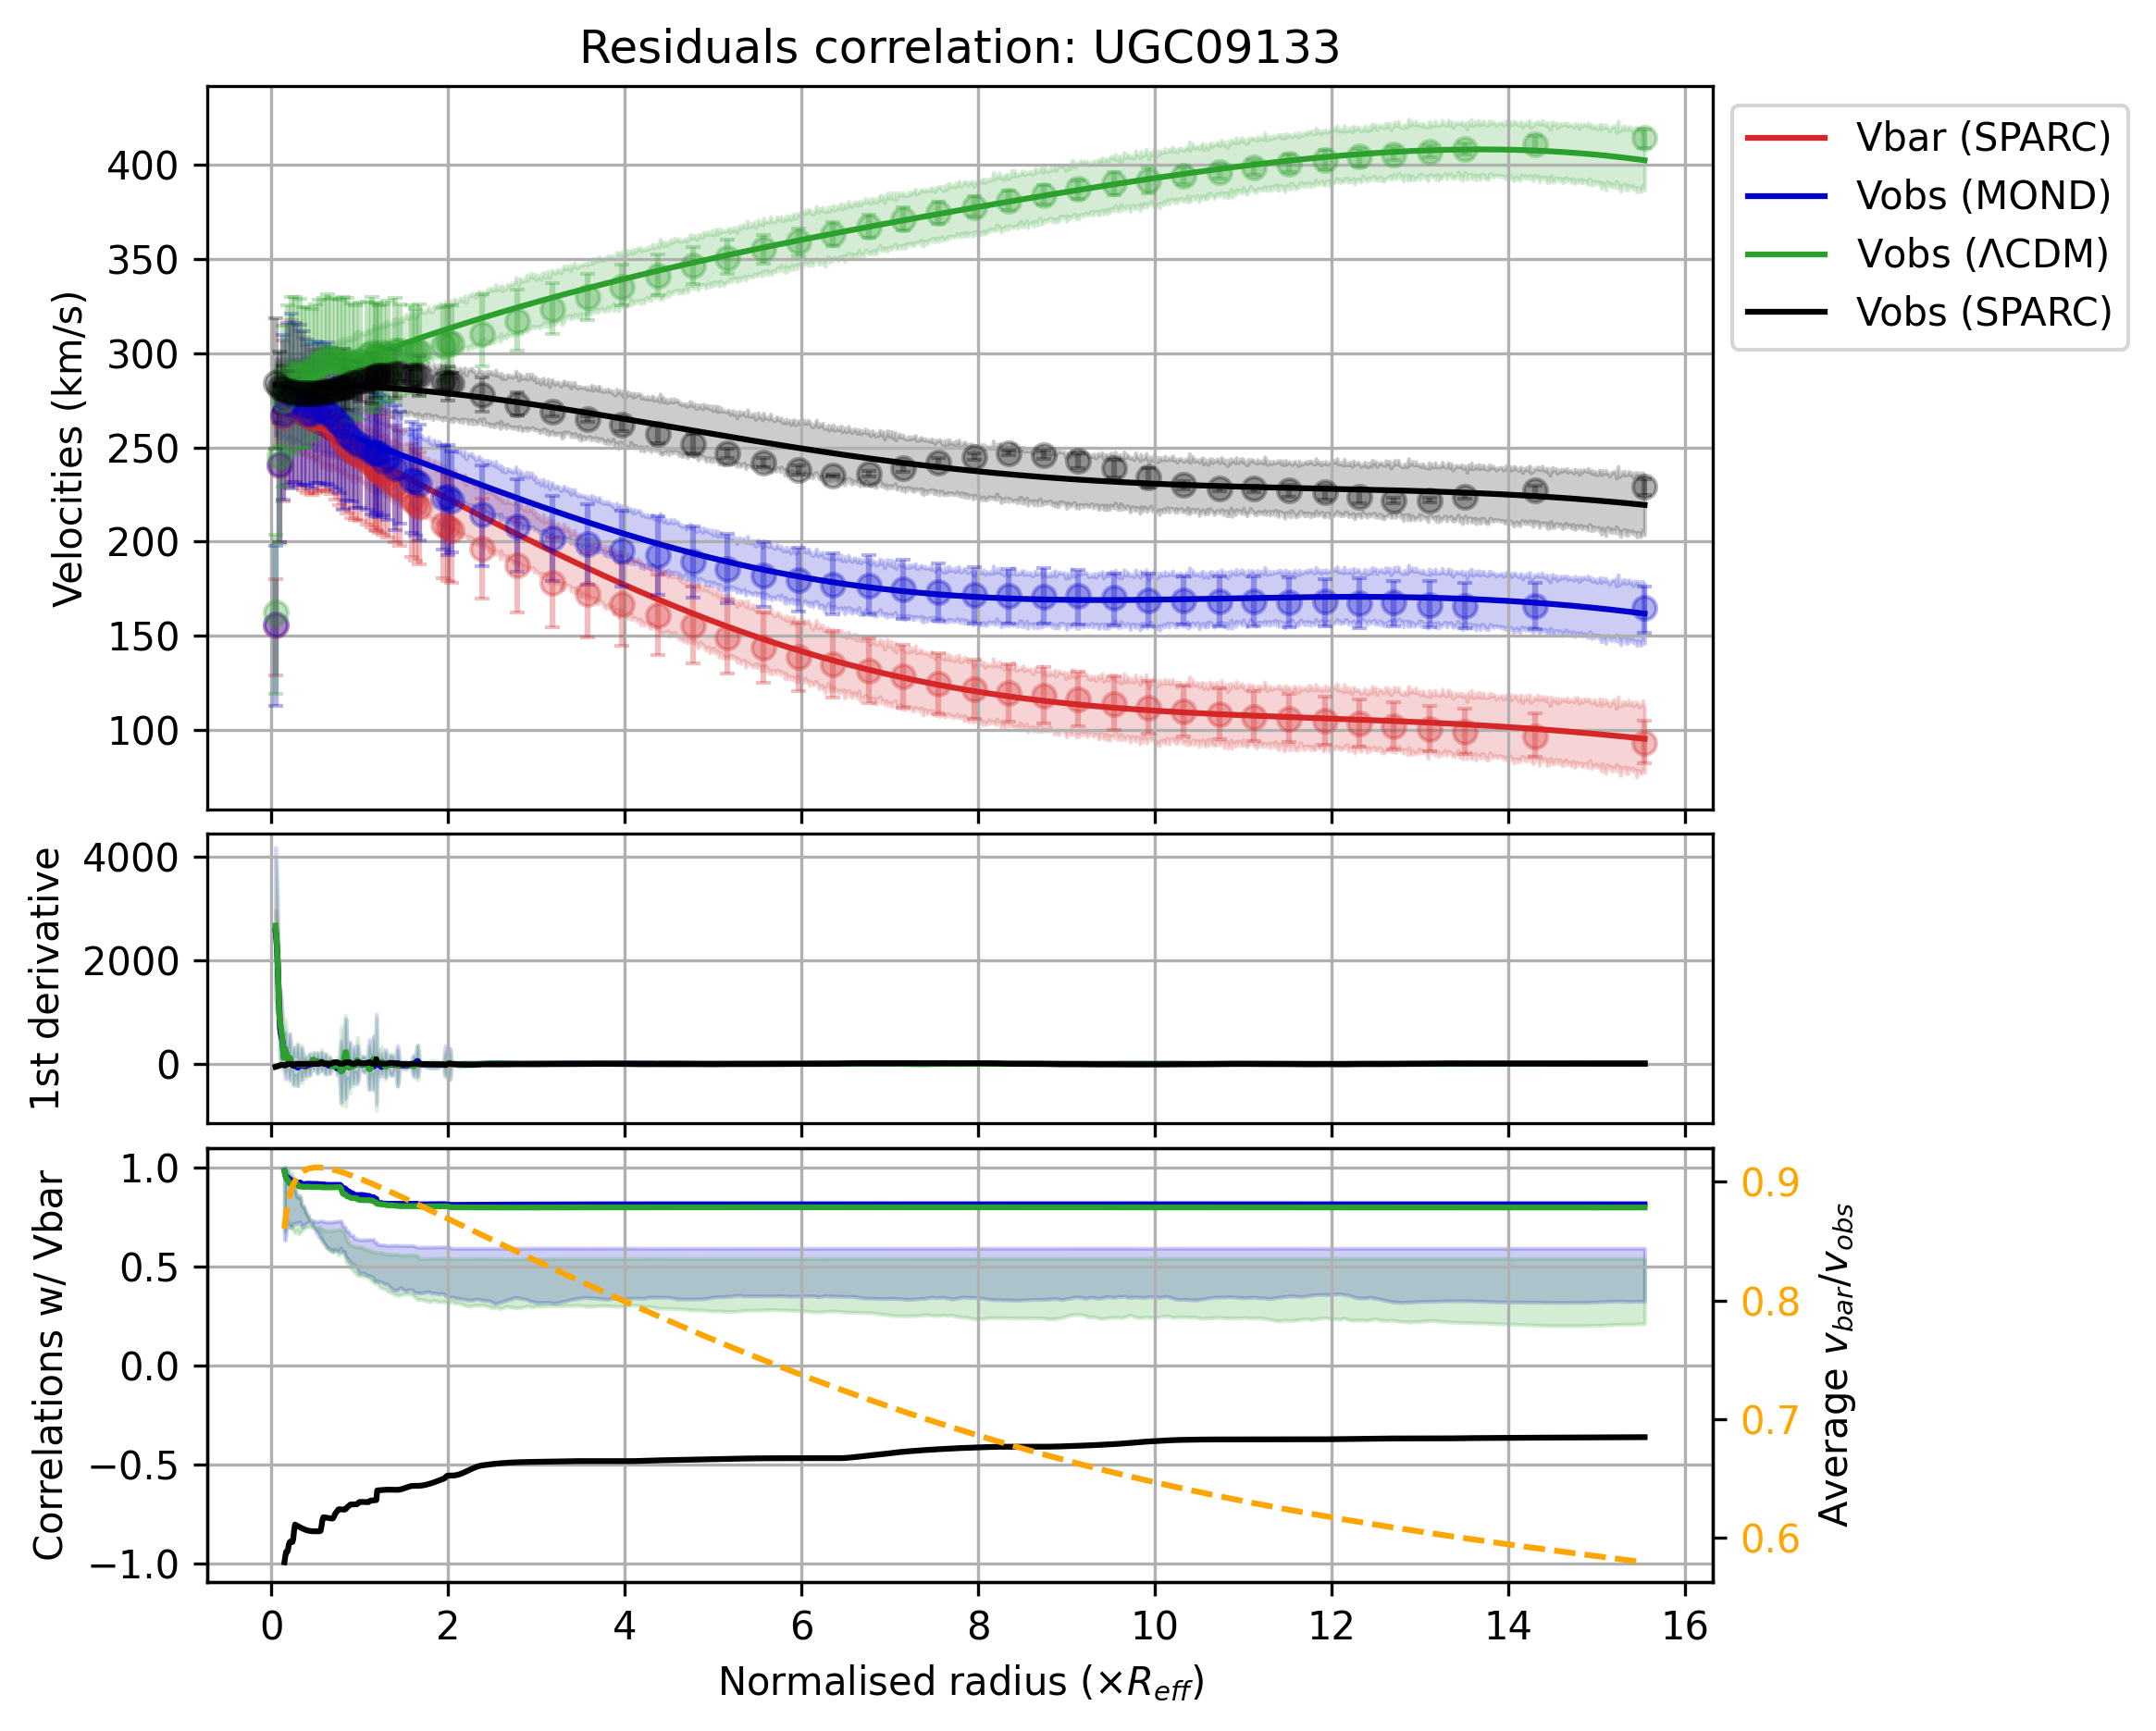 Residuals correlation: UGC09133
Velocities (km/s)
400
350
300
250
200
150
100
Vbar (SPARC)
Vobs (MOND)
Vobs (ΛCDM)
Vobs (SPARC)
1st derivative
4000
2000
0
Correlations w/ Vbar
1.0
0.5
0.0
−0.5
−1.0
0.9
0.8
0.7
0.6
Average v_{bar}/v_{obs}
0 2 4 6 8 10 12 14 16
Normalised radius (×R_{eff})